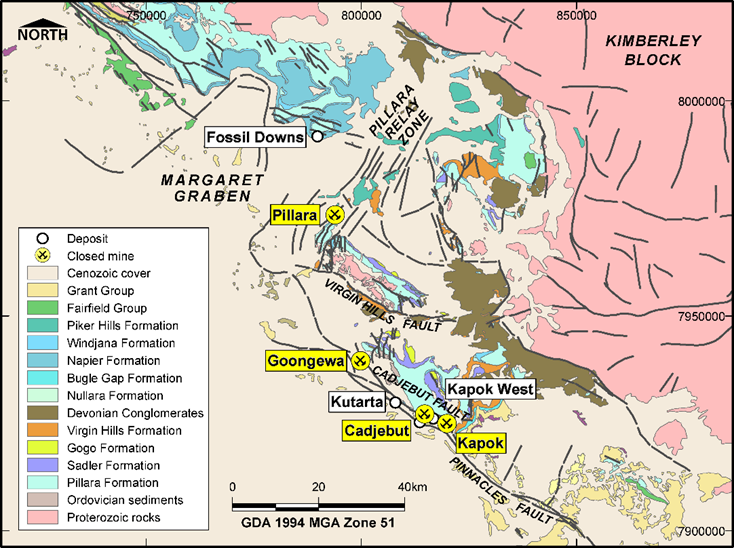 750000
800000
850000
NORTH
KIMBERLEY
BLOCK
8000000
PILLARA
RELAY
ZONE
Fossil Downs
MARGARET
GRABEN
Pillara
Deposit
Closed mine
Cenozoic cover
Grant Group
Fairfield Group
Piker Hills Formation
Windjana Formation
Napier Formation
Bugle Gap Formation
Nullara Formation
Devonian Conglomerates
Virgin Hills Formation
Gogo Formation
Sadler Formation
Pillara Formation
Ordovician sediments
Proterozoic rocks
VIRGIN HILLS FAULT
7950000
Goongewa
CADJEBUT FAULT
Kapok West
Kutarta
Cadjebut
Kapok
PINNACLES FAULT
0 20 40km
GDA 1994 MGA Zone 51
7900000